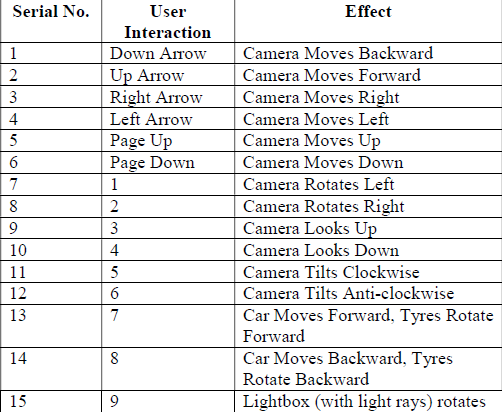 Serial No. User Effect
Interaction
1 Down Arrow Camera Moves Backward
2 Up Arrow Camera Moves Forward
3 Right Arrow Camera Moves Right
4 Left Arrow Camera Moves Left
5 Page Up Camera Moves Up
6 Page Down Camera Moves Down
7 1 Camera Rotates Left
8 2 Camera Rotates Right
9 3 Camera Looks Up
10 4 Camera Looks Down
11 5 Camera Tilts Clockwise
12 6 Camera Tilts Anti-clockwise
13 7 Car Moves Forward, Tyres Rotate
Forward
14 8 Car Moves Backward, Tyres
Rotate Backward
15 9 Lightbox (with light rays) rotates